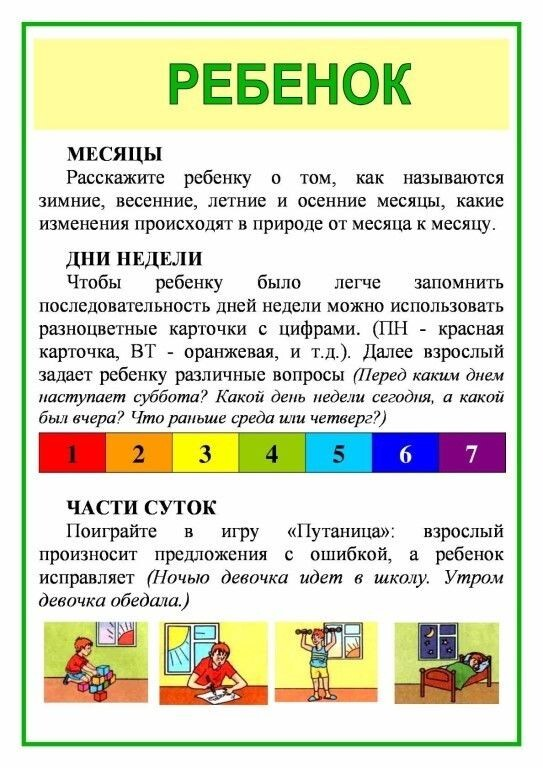 РЕБЕНОК
МЕСЯЦЫ
Расскажите ребенку о том, как называются
зимние, весенние, летние и осенние месяцы, какие
изменения происходят в природе от месяца к месяцу.
ДНИ НЕДЕЛИ
Чтобы ребенку было легче запомнить
последовательность дней недели можно использовать
разноцветные карточки с цифрами. (ПН - красная
карточка, ВТ - оранжевая, и т.д.). Далее взрослый
задает ребенку различные вопросы (Перед каким днем
наступает суббота? Какой день недели сегодня, а какой
был вчера? Что раньше среда или четверг?)
1 2 3 4 5 6 7
ЧАСТИ СУТОК
Поиграйте в игру «Путаница»: взрослый
произносит предложения с ошибкой, а ребенок
исправляет (Ночью девочка идет в школу. Утром
девочка обедала.)